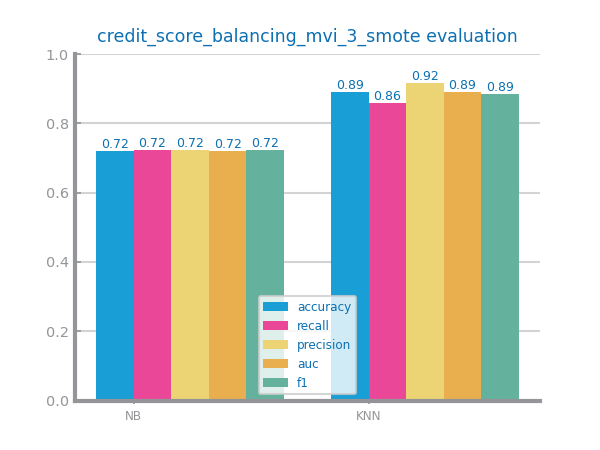 credit_score_balancing_mvi_3_smote evaluation
1.0
0.8
0.6
0.4
0.2
0.0
0.72 0.72 0.72 0.72 0.72
0.89 0.86 0.92 0.89 0.89
accuracy
recall
precision
auc
f1
NB KNN